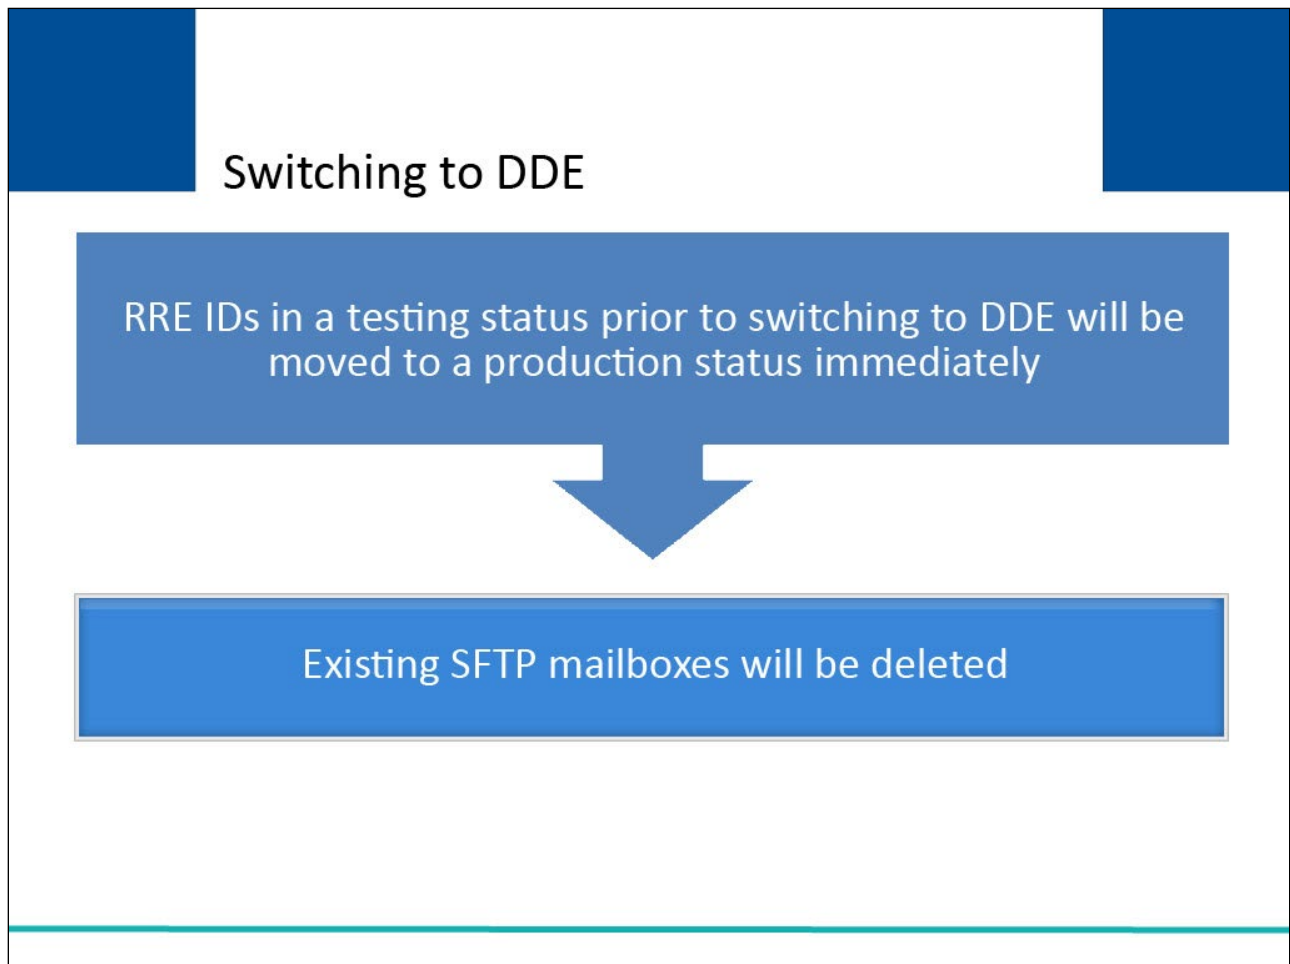 Switching to DDE
RRE IDs in a testing status prior to switching to DDE will be
moved to a production status immediately
Existing SFTP mailboxes will be deleted